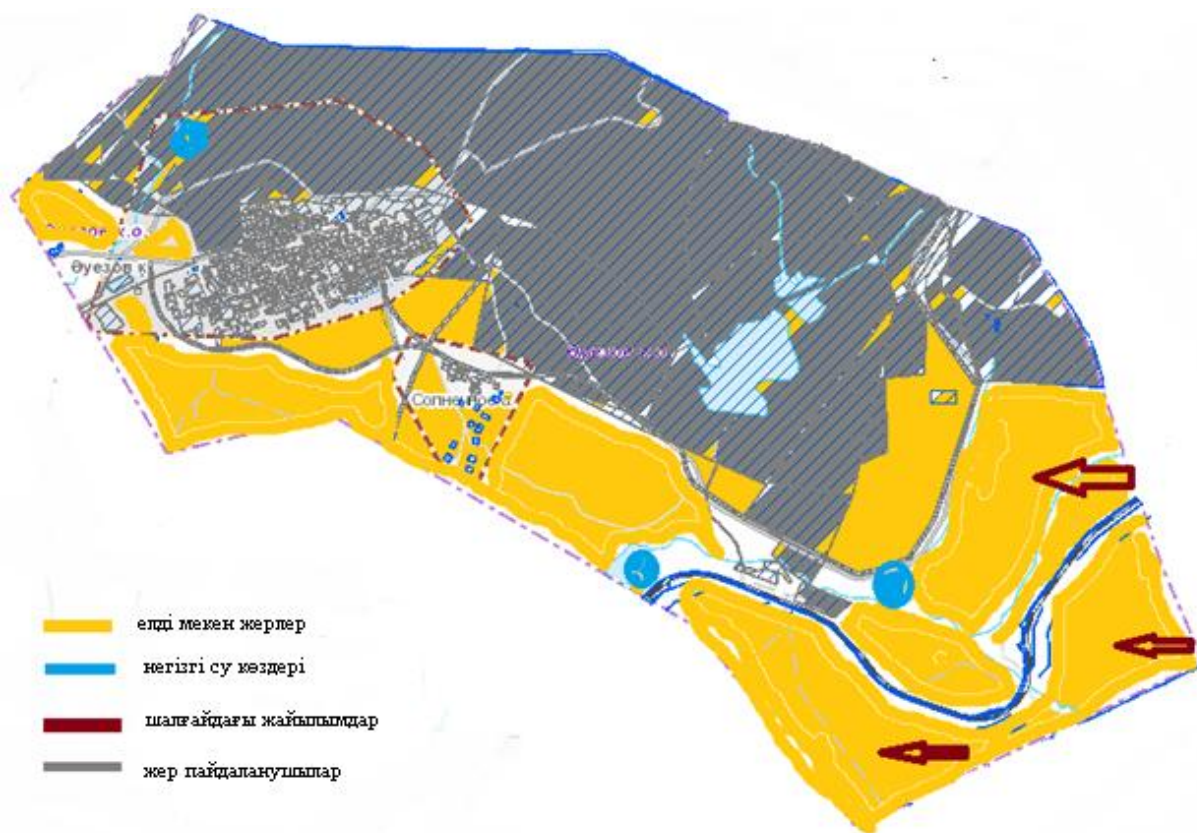 к.о.
Әуезов к
Солнечное а
елді мекен жерлер
негізгі су көздері
шалғайдағы жайылымдар
жер пайдаланушылар